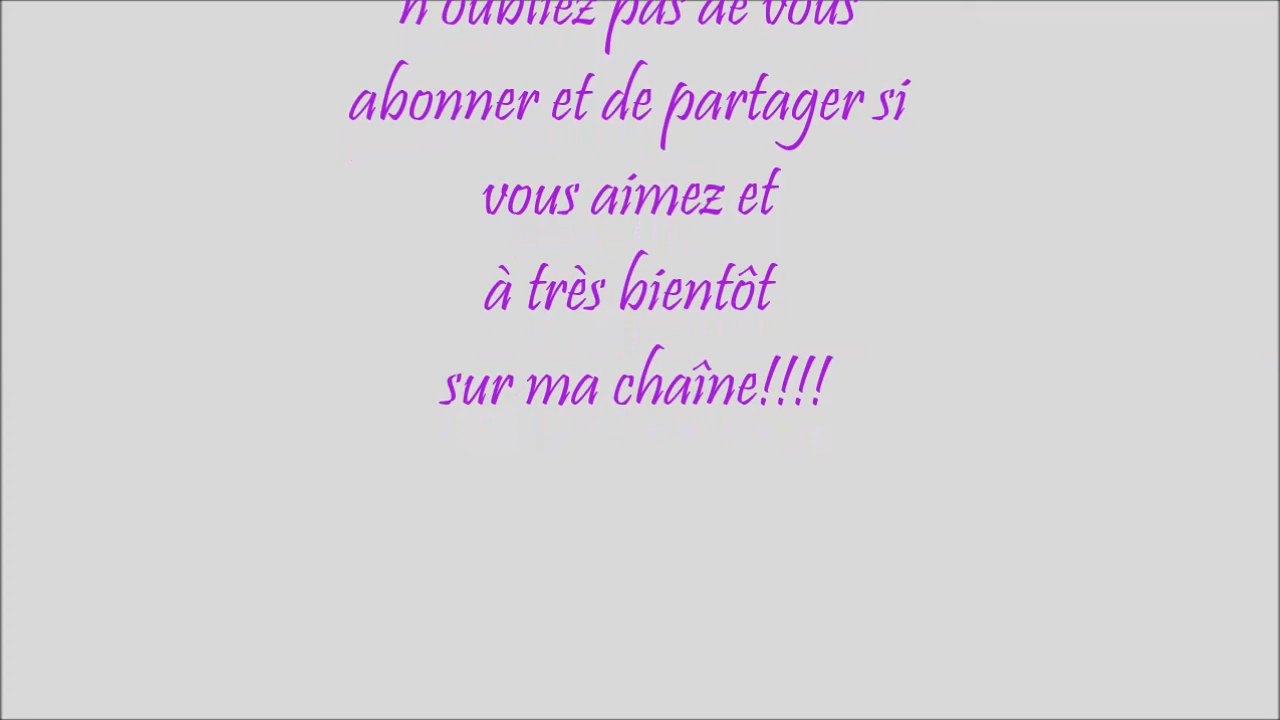 n'oubliez pas de vous
abonner et de partager si
vous aimez et
à très bientôt
sur ma chaîne!!!!